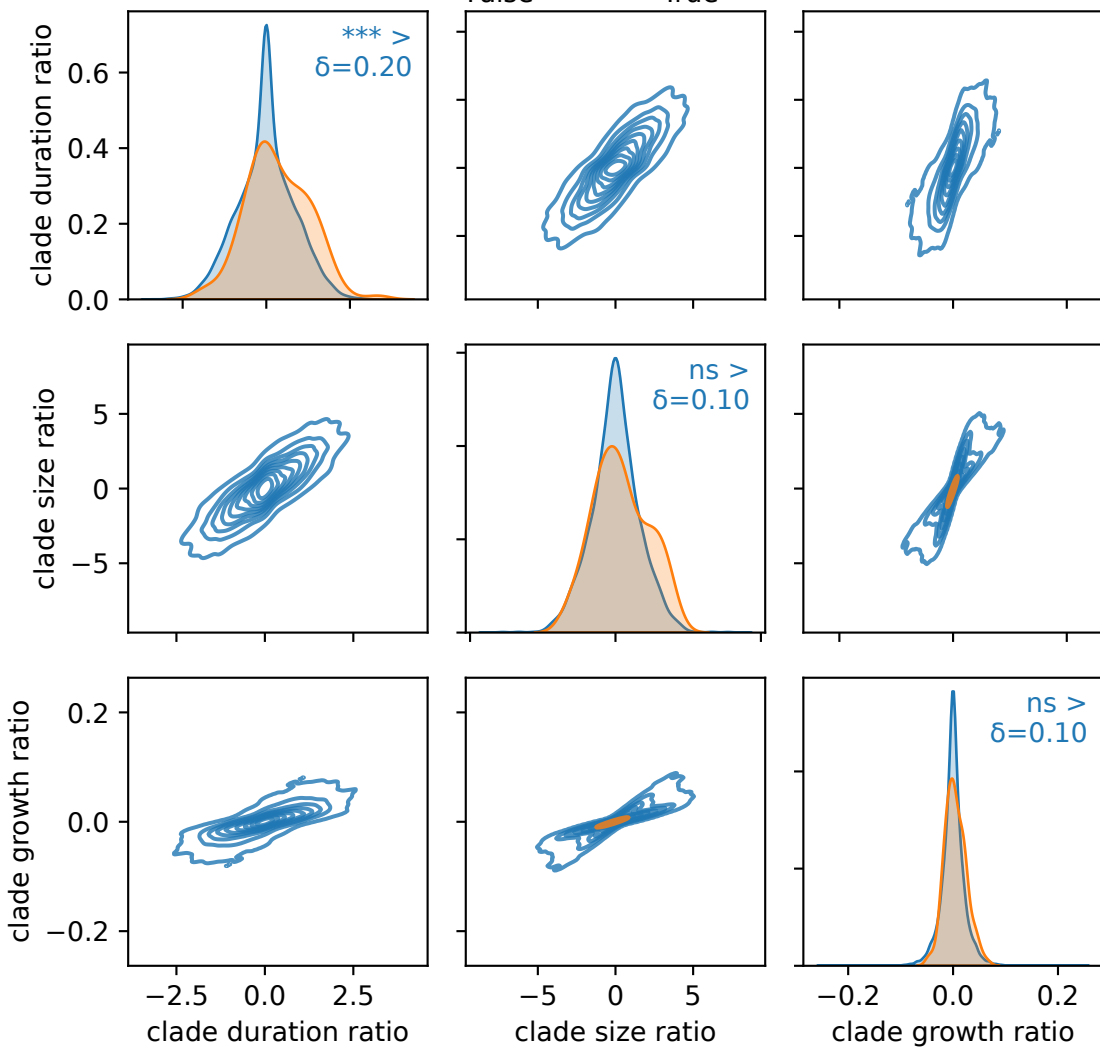 clade duration ratio
0.6
0.4
0.2
0.0
*** >
δ=0.20
clade size ratio
5
0
−5
ns >
δ=0.10
clade growth ratio
0.2
0.0
−0.2
ns >
δ=0.10
−2.5 0.0 2.5
−5 0 5
−0.2 0.0 0.2
clade duration ratio
clade size ratio
clade growth ratio